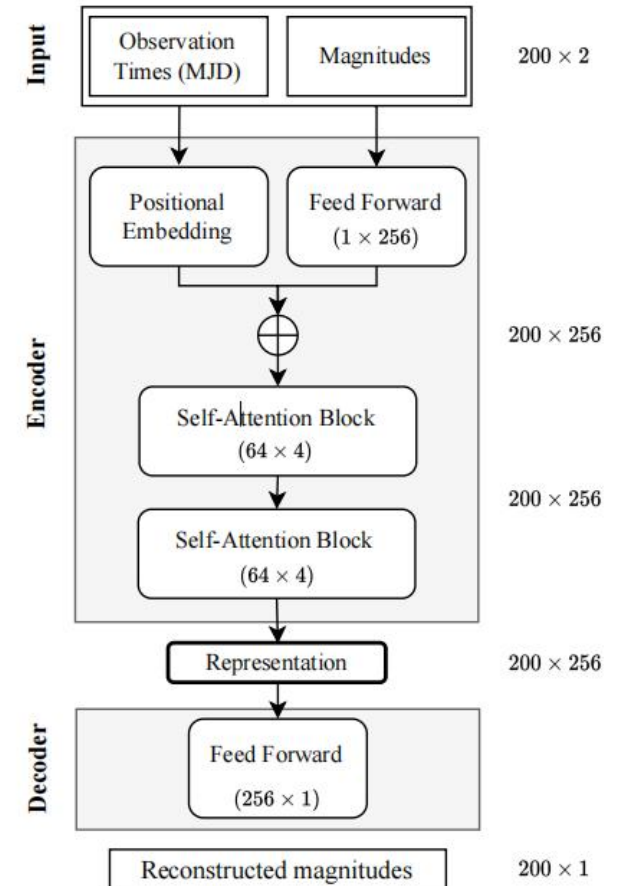 Input
Observation
Times (MJD)
Magnitudes
200 × 2
Encoder
Positional
Embedding
Feed Forward
(1 × 256)
200 × 256
Self-Attention Block
(64 × 4)
200 × 256
Self-Attention Block
(64 × 4)
Representation
200 × 256
Decoder
Feed Forward
(256 × 1)
Reconstructed magnitudes
200 × 1